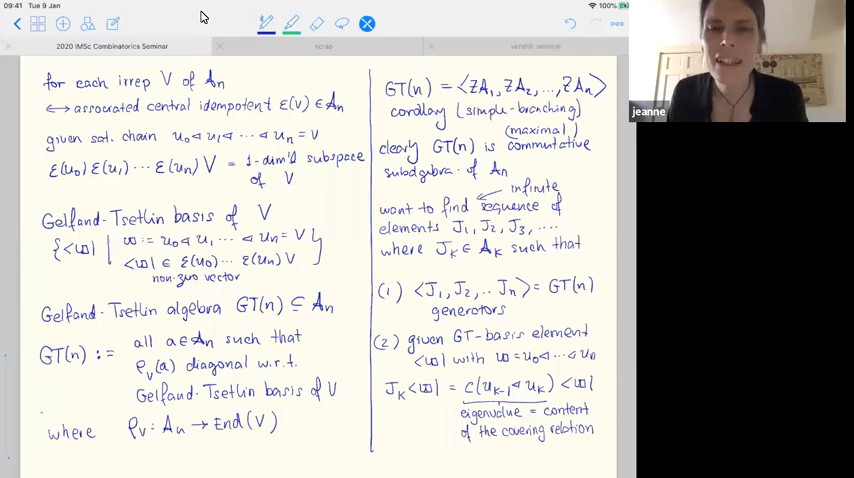 09:41 Tue 9 Jan
100%
2020 IMSc Combinatorics Seminar
scrap
vershik seminar
for each irrep V of An
⟷ associated central idempotent ε(v) ∈ An
given sat. chain u0 ◁ u1 ◁ ··· ◁ un = V
ε(u0) ε(u1) ··· ε(un) V = 1-dim'l subspace
of V
Gelfand-Tsetlin basis of V
{<ω| | ω := u0 ◁ u1 ··· ◁ un = V
<ω| ∈ ε(u0) ··· ε(un) V }
non-zero vector
Gelfand-Tsetlin algebra GT(n) ⊆ An
GT(n) := all a ∈ An such that
ρv(a) diagonal w.r.t.
Gelfand-Tsetlin basis of V
where ρv : An → End(V)
GT(n) = <ZA1, ZA2, ..., ZAn>
corollary (simple-branching)
(maximal)
clearly GT(n) is commutative
subalgebra of An
infinite
want to find sequence of
elements J1, J2, J3, ....
where Jk ∈ Ak such that
(1) <J1, J2, .. Jn> = GT(n)
generators
(2) given GT-basis element
<ω| with ω = u0 ◁ ··· ◁ un
Jk <ω| = c(uk-1 ◁ uk) <ω|
eigenvalue = content
of the covering relation
jeanne